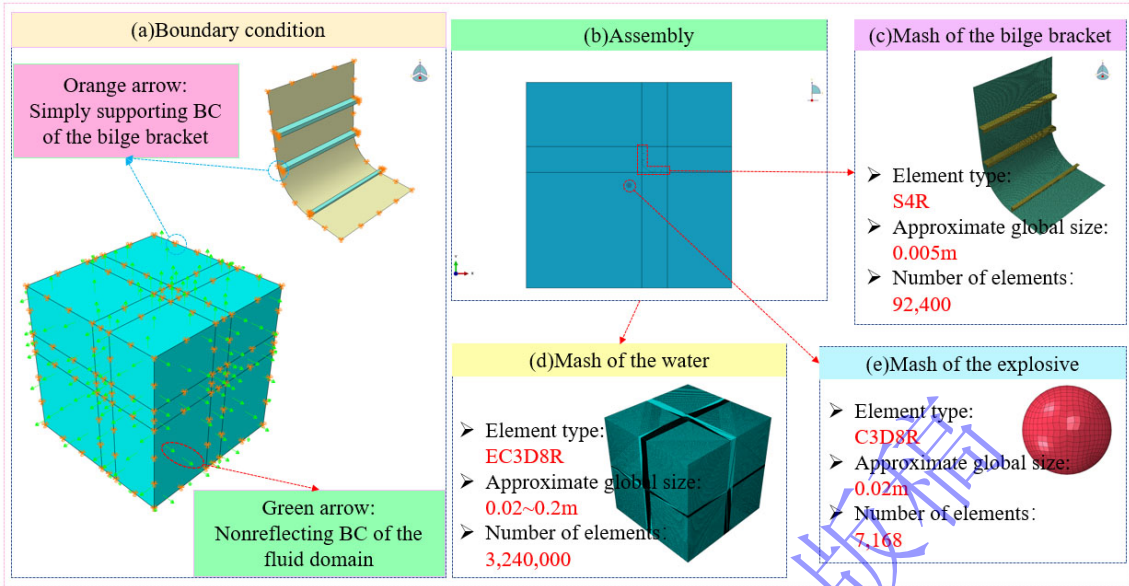 (a)Boundary condition
Orange arrow:
Simply supporting BC
of the bilge bracket
Green arrow:
Nonreflecting BC of the
fluid domain
(b)Assembly
(c)Mash of the bilge bracket
➤ Element type:
S4R
➤ Approximate global size:
0.005m
➤ Number of elements:
92,400
(d)Mash of the water
➤ Element type:
EC3D8R
➤ Approximate global size:
0.02~0.2m
➤ Number of elements:
3,240,000
(e)Mash of the explosive
➤ Element type:
C3D8R
➤ Approximate global size:
0.02m
➤ Number of elements:
7,168
版稿